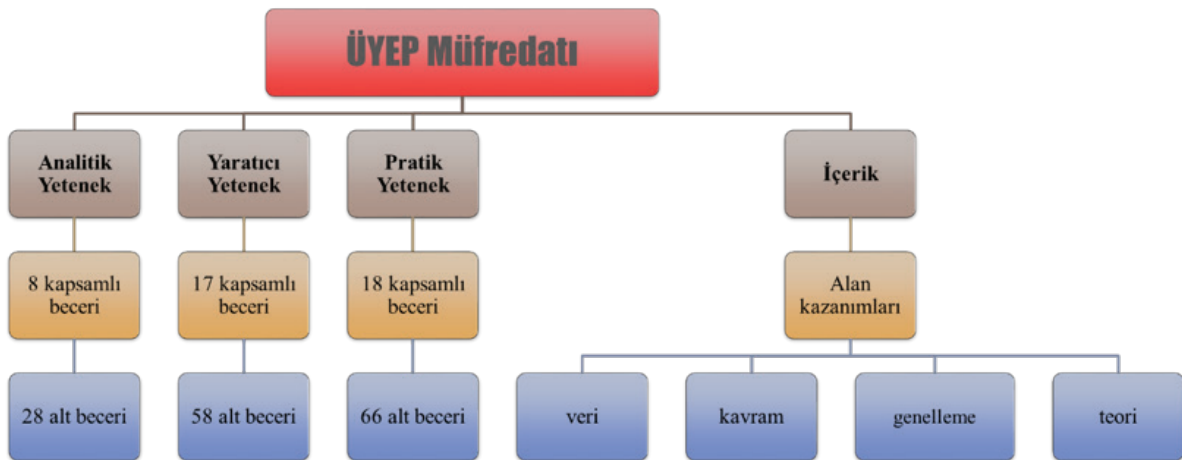 ÜYEP Müfredatı
Analitik
Yetenek
Yaratıcı
Yetenek
Pratik
Yetenek
İçerik
8 kapsamlı
beceri
17 kapsamlı
beceri
18 kapsamlı
beceri
Alan
kazanımları
28 alt beceri
58 alt beceri
66 alt beceri
veri
kavram
genelleme
teori